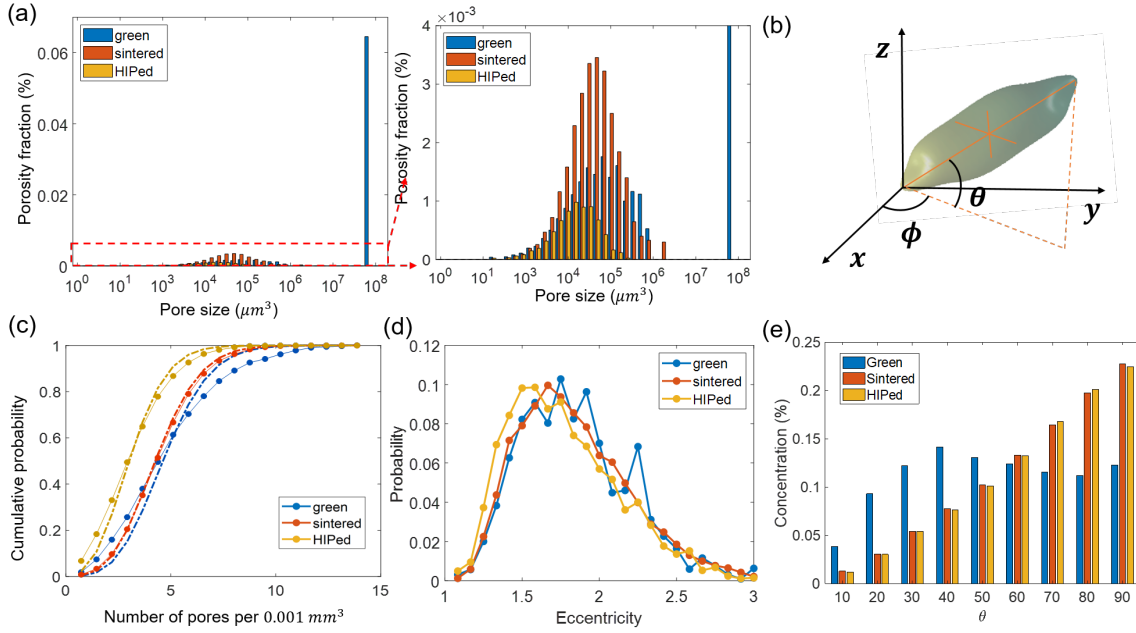 (a)
0.06
0.04
0.02
0
Porosity fraction (%)
green
sintered
HIPed
10^0 10^1 10^2 10^3 10^4 10^5 10^6 10^7 10^8
Pore size (μm^3)
×10^-3
4
3
2
1
0
Porosity fraction (%)
green
sintered
HIPed
10^0 10^1 10^2 10^3 10^4 10^5 10^6 10^7 10^8
Pore size (μm^3)
(b)
z
θ
y
ϕ
x
(c)
1
0.8
0.6
0.4
0.2
0
Cumulative probability
green
sintered
HIPed
0 5 10 15
Number of pores per 0.001 mm^3
(d)
0.12
0.1
0.08
0.06
0.04
0.02
0
Probability
green
sintered
HIPed
1 1.5 2 2.5 3
Eccentricity
(e)
0.25
0.20
0.15
0.10
0.05
0.00
Concentration (%)
Green
Sintered
HIPed
10 20 30 40 50 60 70 80 90
θ